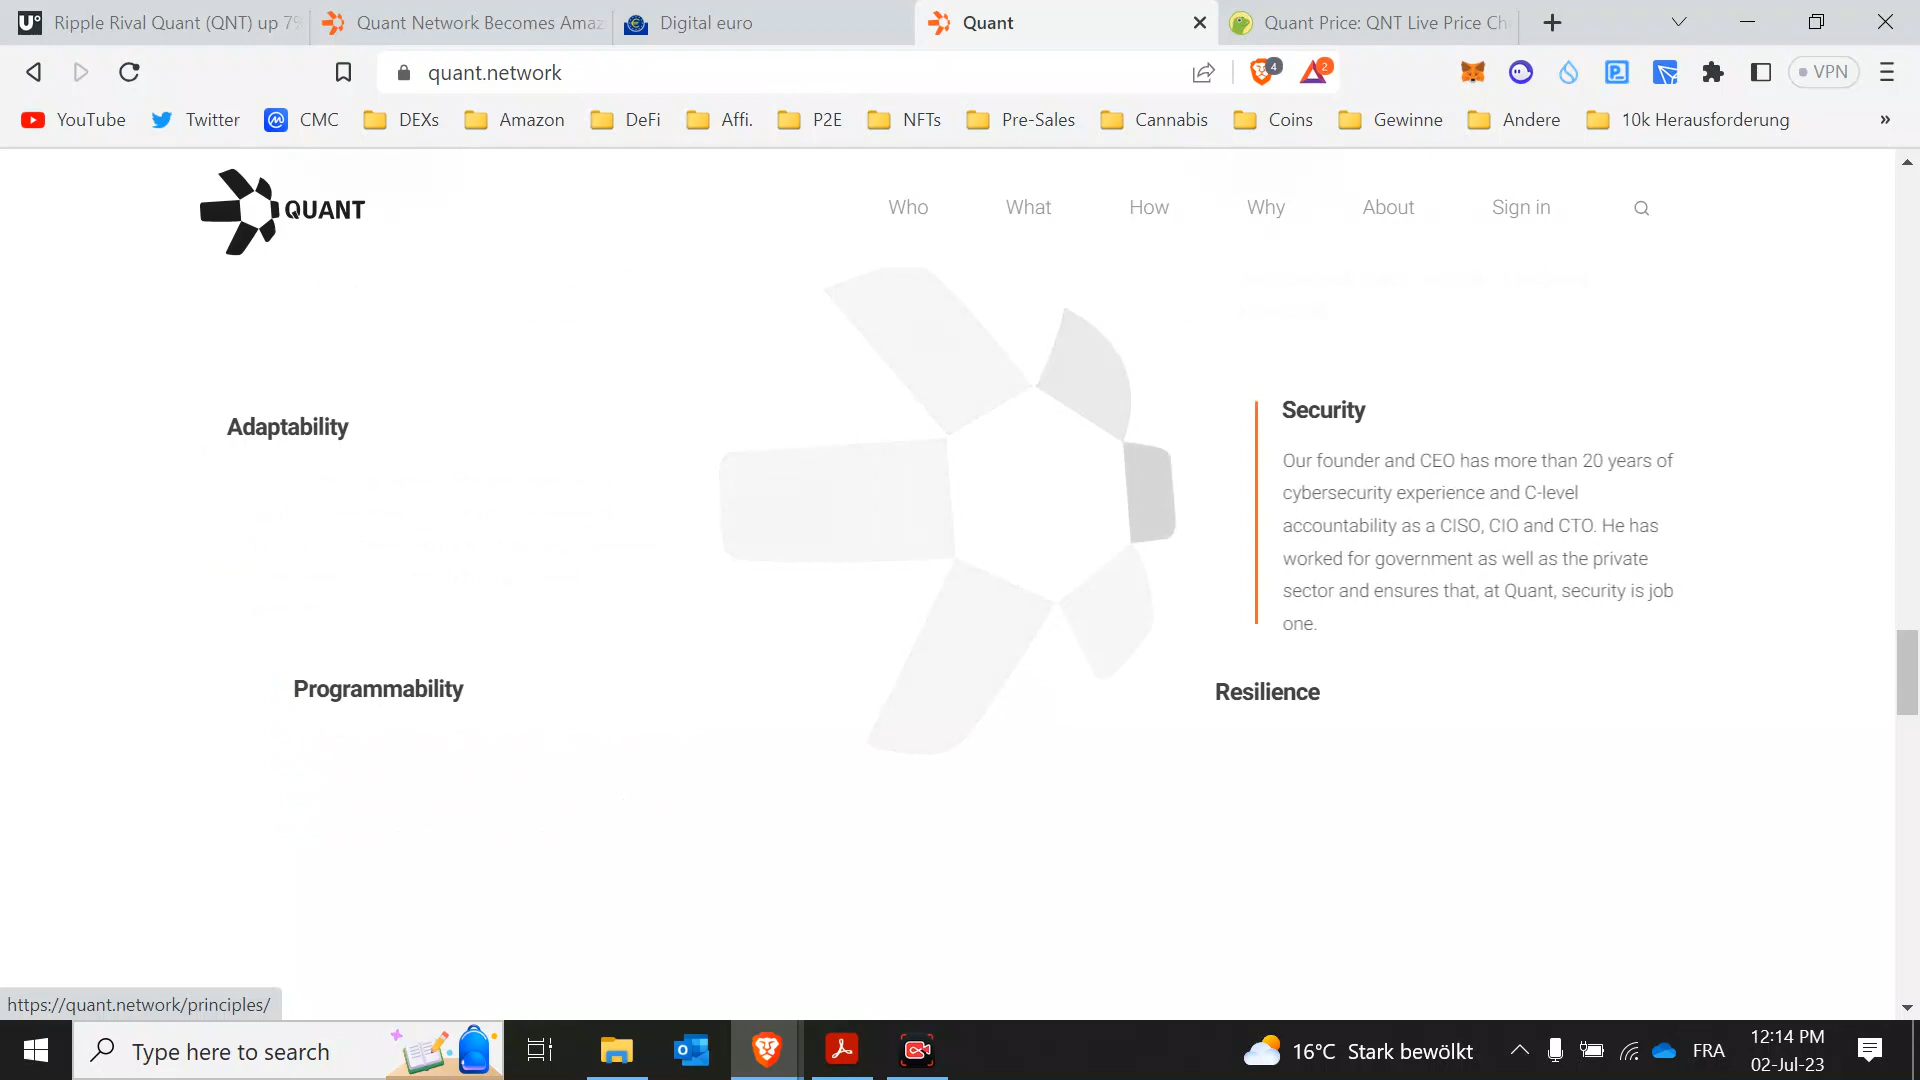 Ripple Rival Quant (QNT) up 7%
Quant Network Becomes Amaz
Digital euro
Quant
Quant Price: QNT Live Price Ch
quant.network
4
2
VPN
YouTube
Twitter
CMC
DEXs
Amazon
DeFi
Affi.
P2E
NFTs
Pre-Sales
Cannabis
Coins
Gewinne
Andere
10k Herausforderung
»
QUANT
Who
What
How
Why
About
Sign in
Adaptability
Security
Our founder and CEO has more than 20 years of
cybersecurity experience and C-level
accountability as a CISO, CIO and CTO. He has
worked for government as well as the private
sector and ensures that, at Quant, security is job
one.
Programmability
Resilience
https://quant.network/principles/
Type here to search
16°C Stark bewölkt
FRA
12:14 PM
02-Jul-23